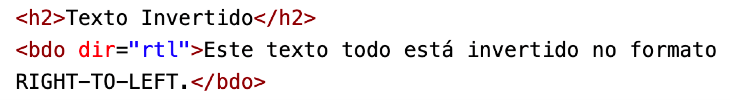 <h2>Texto Invertido</h2>
<bdo dir="rtl">Este texto todo está invertido no formato
RIGHT-TO-LEFT.</bdo>